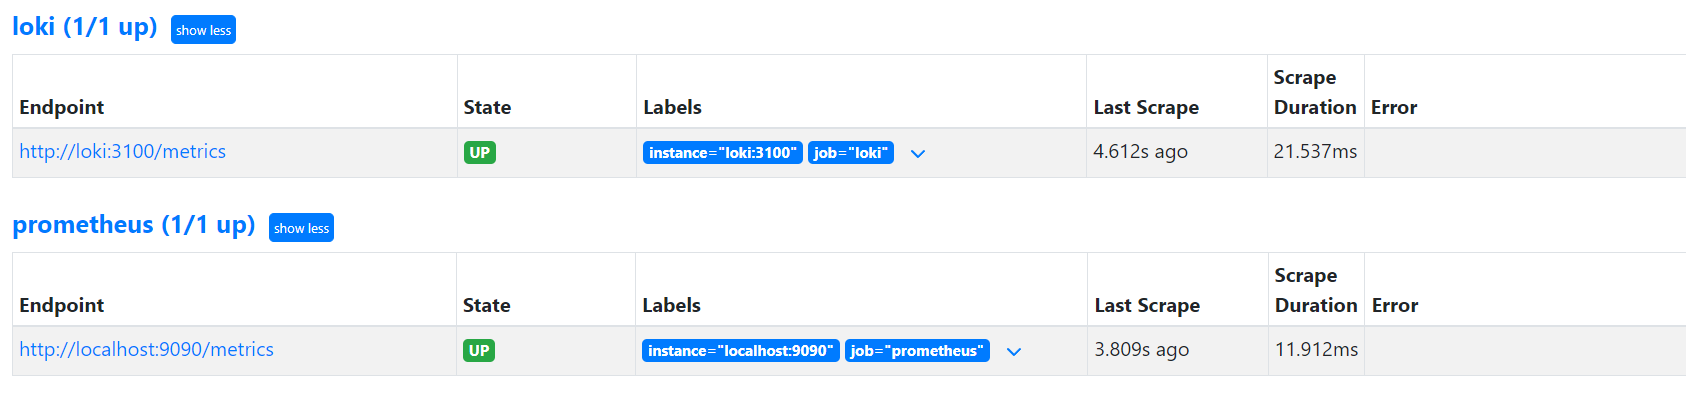 loki (1/1 up) show less
Endpoint State Labels Last Scrape Scrape Duration Error
http://loki:3100/metrics UP instance="loki:3100" job="loki" 4.612s ago 21.537ms
prometheus (1/1 up) show less
Endpoint State Labels Last Scrape Scrape Duration Error
http://localhost:9090/metrics UP instance="localhost:9090" job="prometheus" 3.809s ago 11.912ms